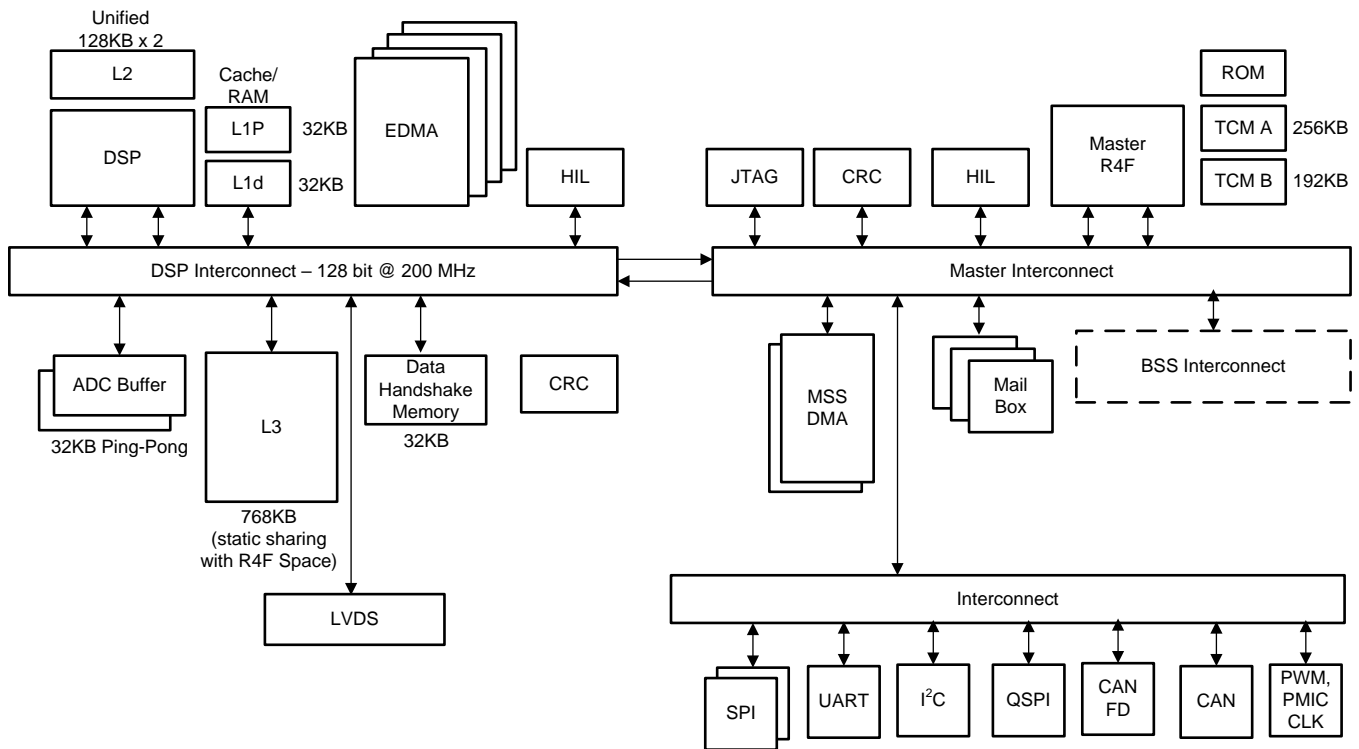 Unified
128KB x 2
L2
Cache/
RAM
L1P
32KB
DSP
L1d
32KB
EDMA
HIL
JTAG
CRC
HIL
Master
R4F
ROM
TCM A
256KB
TCM B
192KB
DSP Interconnect – 128 bit @ 200 MHz
Master Interconnect
ADC Buffer
32KB Ping-Pong
L3
768KB
(static sharing
with R4F Space)
Data
Handshake
Memory
32KB
CRC
LVDS
MSS
DMA
Mail
Box
BSS Interconnect
Interconnect
SPI
UART
I²C
QSPI
CAN
FD
CAN
PWM,
PMIC
CLK